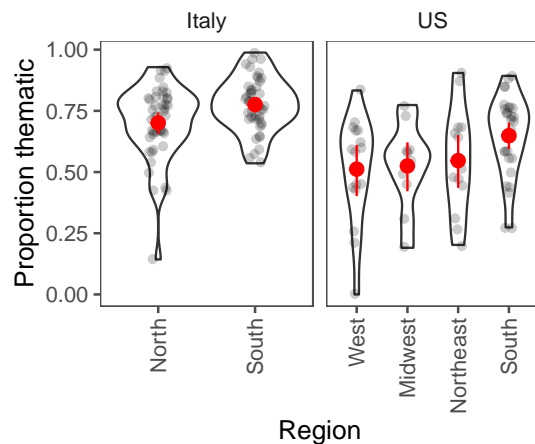 Italy US
Proportion thematic
1.00
0.75
0.50
0.25
0.00
North South West Midwest Northeast South
Region